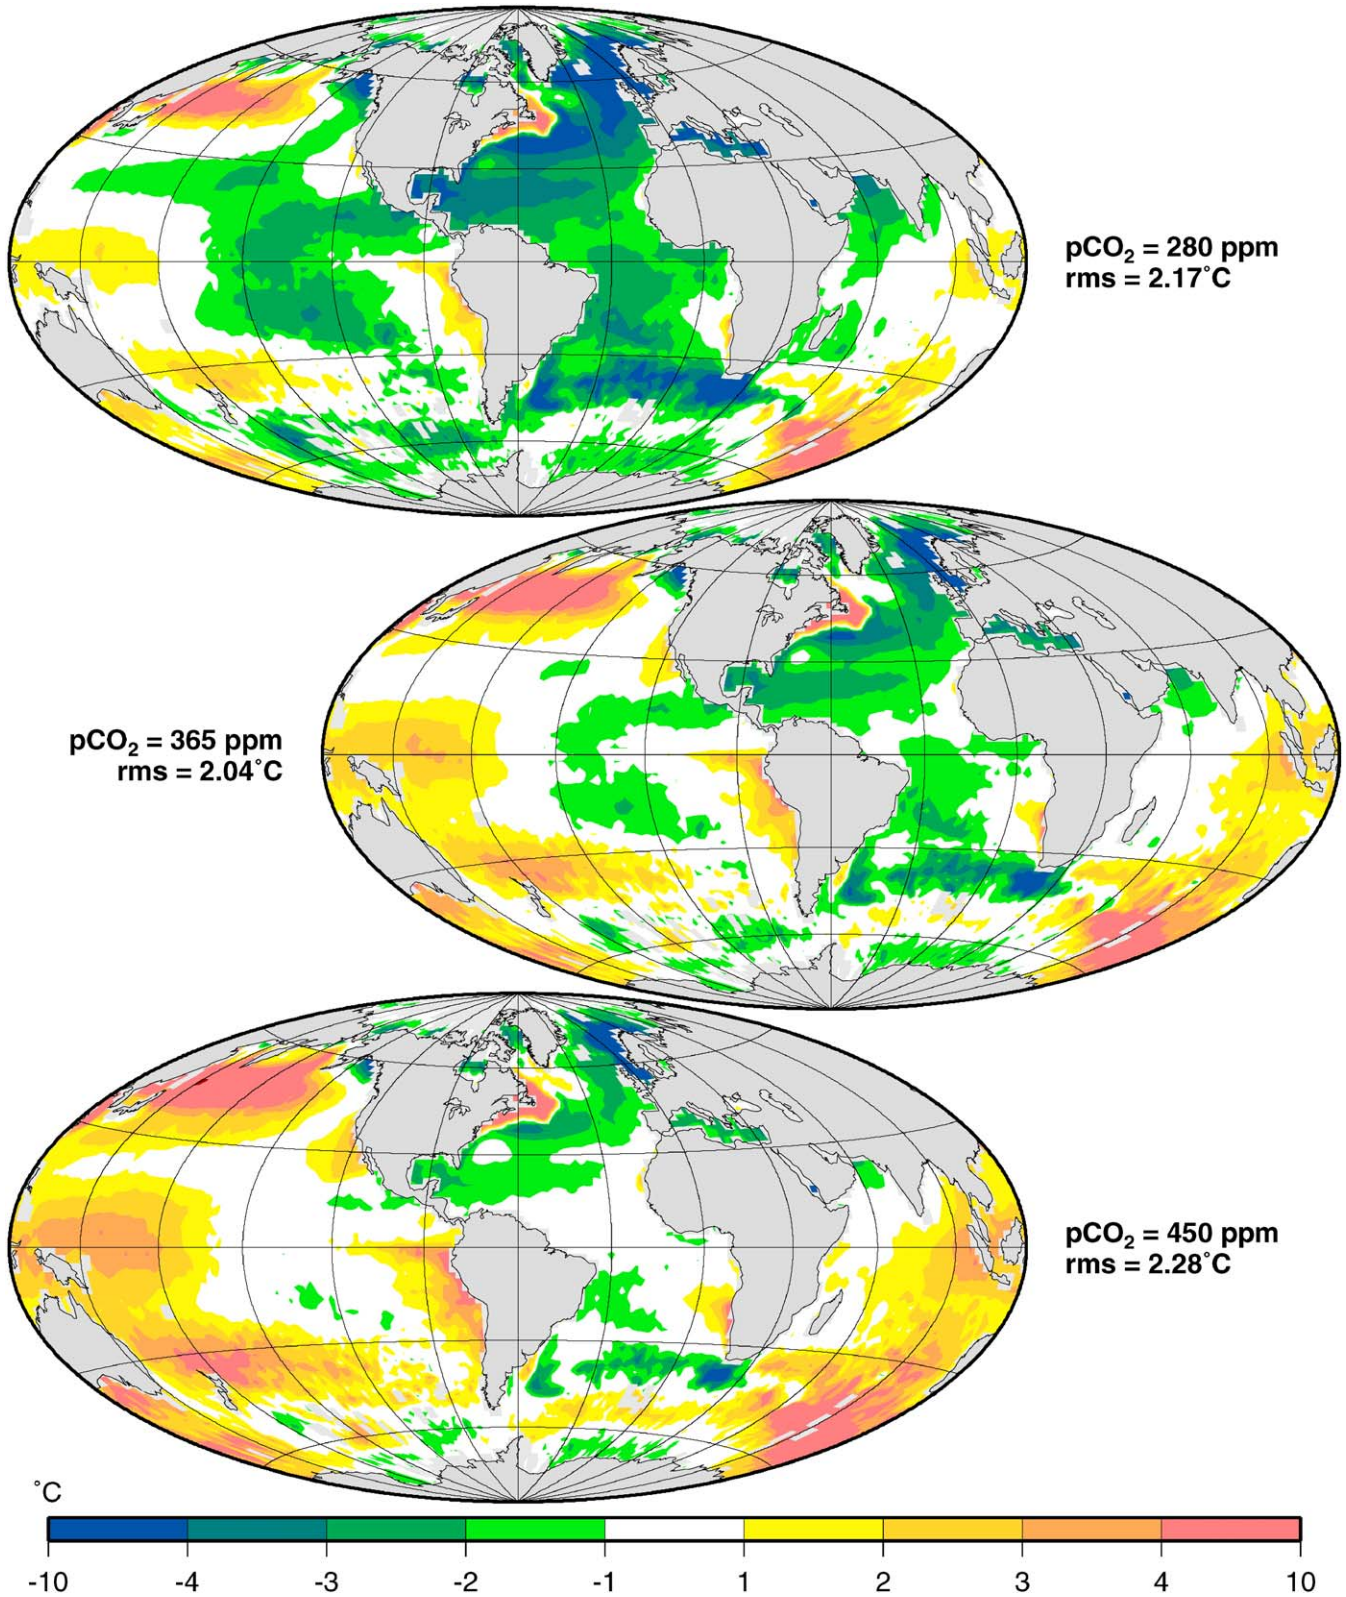 pCO₂ = 280 ppm
rms = 2.17˚C
pCO₂ = 365 ppm
rms = 2.04˚C
pCO₂ = 450 ppm
rms = 2.28˚C
˚C
-10 -4 -3 -2 -1 1 2 3 4 10